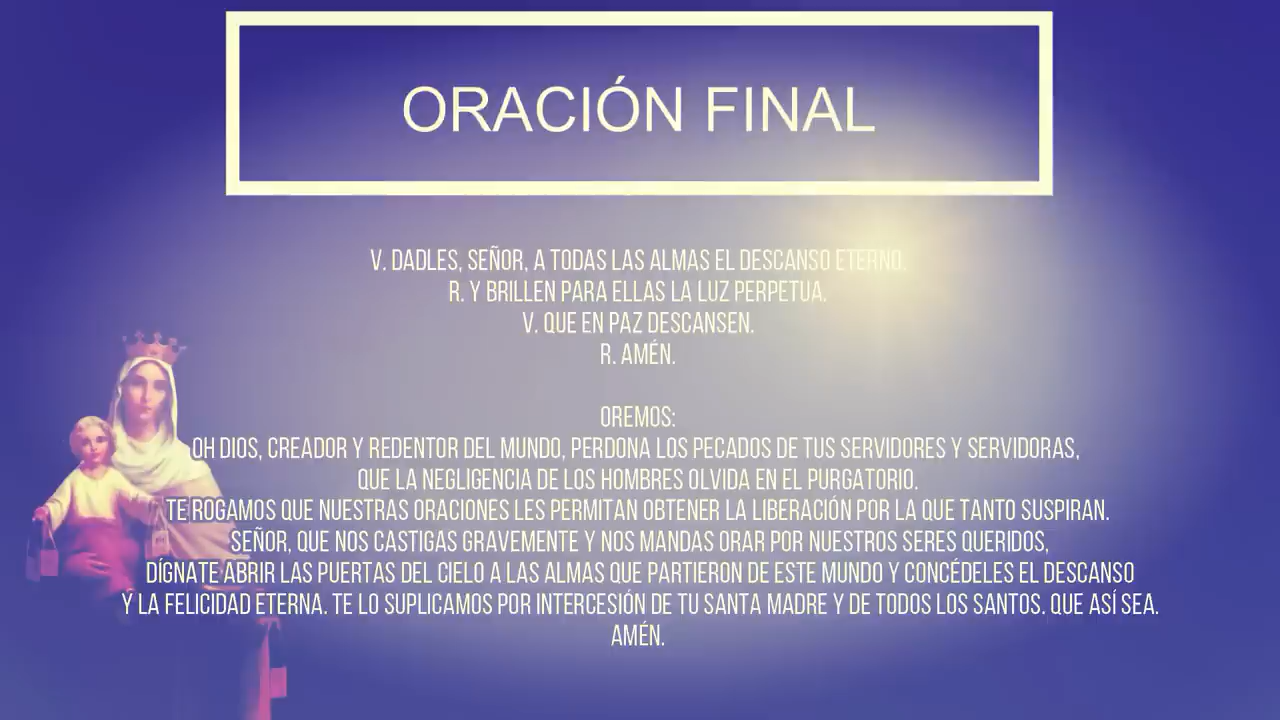 ORACIÓN FINAL
V. DADLES, SEÑOR, A TODAS LAS ALMAS EL DESCANSO ETERNO.
R. Y BRILLEN PARA ELLAS LA LUZ PERPETUA.
V. QUE EN PAZ DESCANSEN.
R. AMÉN.
OREMOS:
OH DIOS, CREADOR Y REDENTOR DEL MUNDO, PERDONA LOS PECADOS DE TUS SERVIDORES Y SERVIDORAS,
QUE LA NEGLIGENCIA DE LOS HOMBRES OLVIDA EN EL PURGATORIO.
TE ROGAMOS QUE NUESTRAS ORACIONES LES PERMITAN OBTENER LA LIBERACIÓN POR LA QUE TANTO SUSPIRAN.
SEÑOR, QUE NOS CASTIGAS GRAVEMENTE Y NOS MANDAS ORAR POR NUESTROS SERES QUERIDOS,
DÍGNATE ABRIR LAS PUERTAS DEL CIELO A LAS ALMAS QUE PARTIERON DE ESTE MUNDO Y CONCÉDELES EL DESCANSO
Y LA FELICIDAD ETERNA. TE LO SUPLICAMOS POR INTERCESIÓN DE TU SANTA MADRE Y DE TODOS LOS SANTOS. QUE ASÍ SEA.
AMÉN.